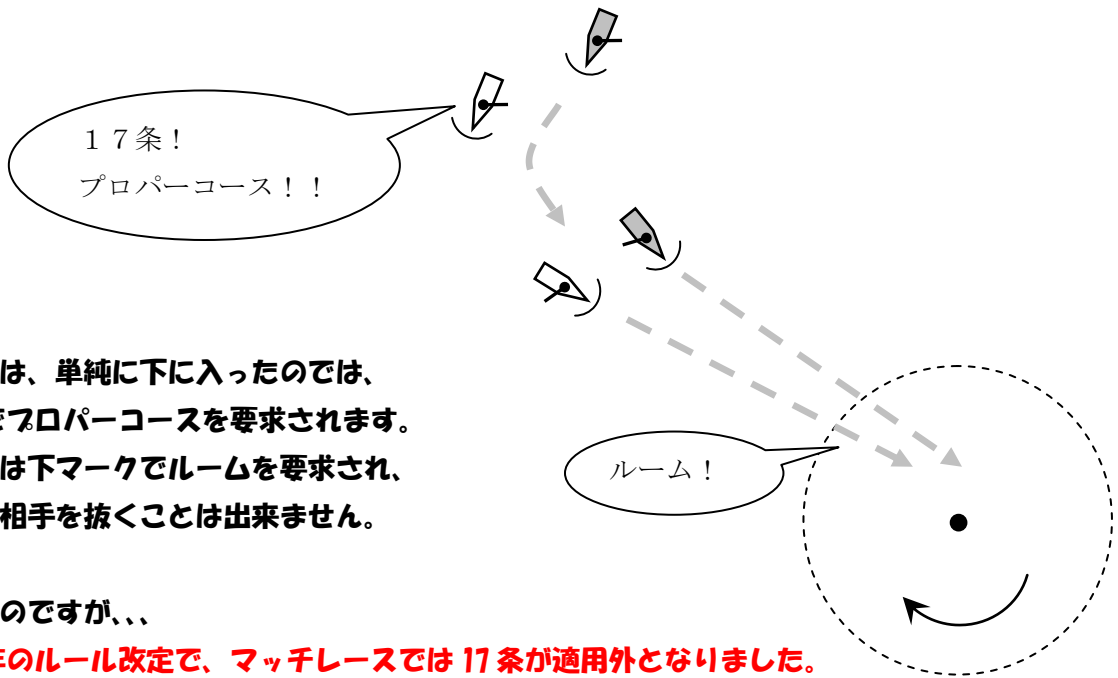 １７条！
プロパーコース！！
は、単純に下に入ったのでは、
でプロパーコースを要求されます。
は下マークでルームを要求され、
相手を抜くことは出来ません。
ルーム！
のですが、、、
年のルール改定で、マッチレースでは 17 条が適用外となりました。